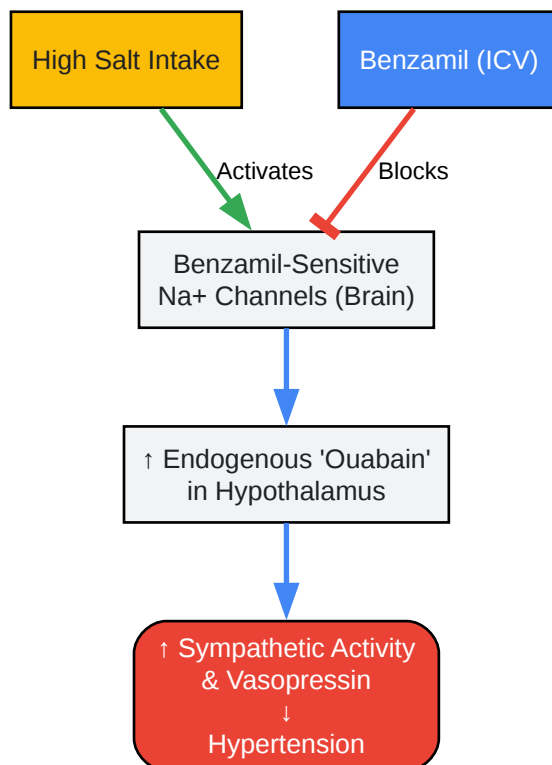 High Salt Intake
Benzamil (ICV)
Activates
Blocks
Benzamil-Sensitive
Na+ Channels (Brain)
↑ Endogenous 'Ouabain'
in Hypothalamus
↑ Sympathetic Activity
& Vasopressin
↓
Hypertension